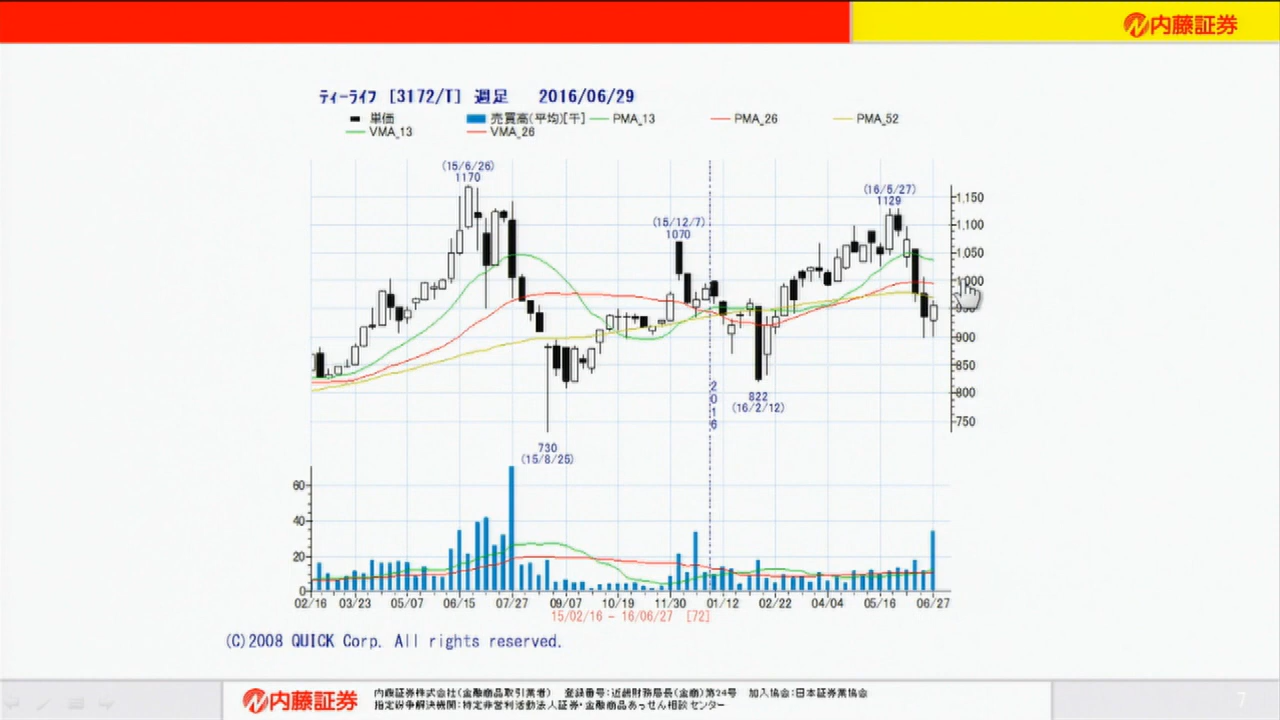 内藤証券
ティーライフ [3172/T] 週足 2016/06/29
単価 売買高(平均)[千] PMA_13 PMA_26 PMA_52
VMA_13 VMA_26
(15/6/26)
1170
(15/12/7)
1070
(16/5/27)
1129
1,150
1,100
1,050
1,000
950
900
850
800
750
2016
822
(16/2/12)
730
(15/8/25)
60
40
20
0
02/16 03/23 05/07 06/15 07/27 09/07 10/19 11/30 01/12 02/22 04/04 05/16 06/27
15/02/16 - 16/06/27 [72]
(C)2008 QUICK Corp. All rights reserved.
内藤証券
内藤証券株式会社(金融商品取引業者) 登録番号:近畿財務局長(金商)第24号 加入協会:日本証券業協会
指定紛争解決機関:特定非営利活動法人証券・金融商品あっせん相談センター
7